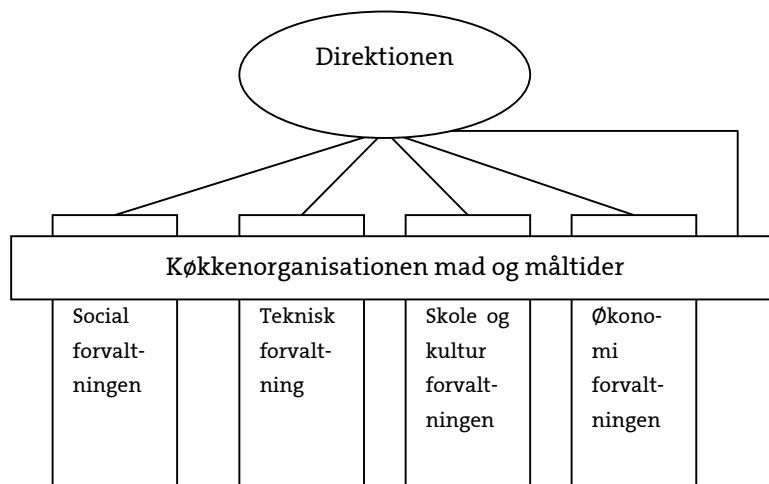 Direktionen
Køkkenorganisationen mad og måltider
Social
forvalt-
ningen
Teknisk
forvalt-
ning
Skole og
kultur
forvalt-
ningen
Økono-
mi
forvalt-
ningen